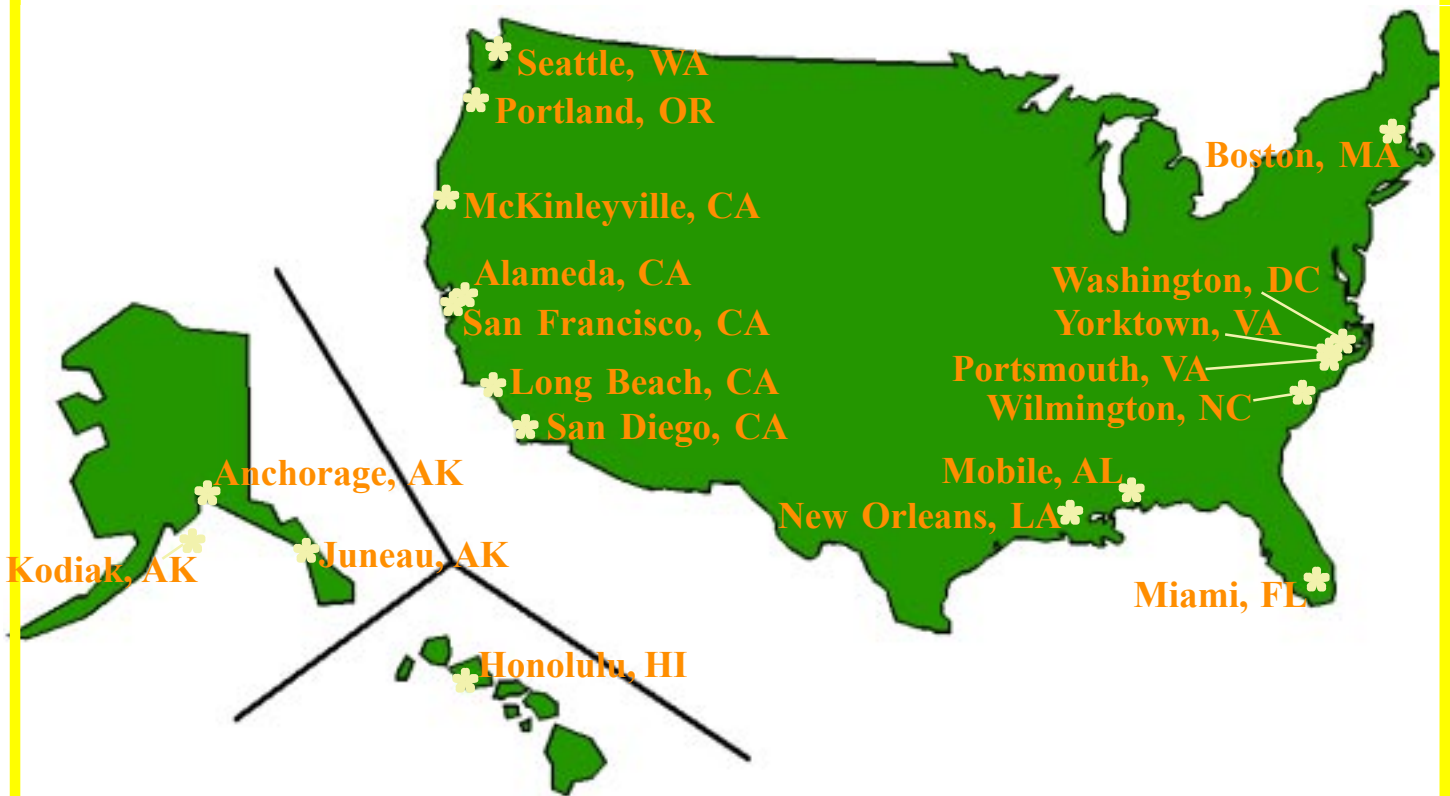 Seattle, WA
Portland, OR
Boston, MA
McKinleyville, CA
Alameda, CA
Washington, DC
San Francisco, CA
Yorktown, VA
Portsmouth, VA
Long Beach, CA
Wilmington, NC
San Diego, CA
Anchorage, AK
Mobile, AL
New Orleans, LA
Juneau, AK
Kodiak, AK
Miami, FL
Honolulu, HI